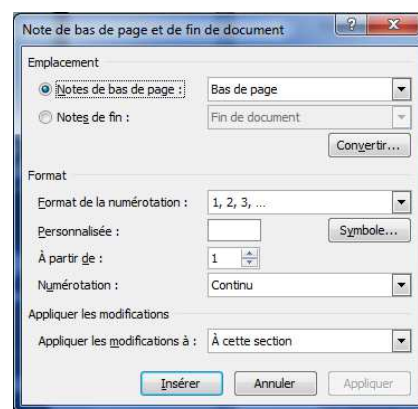 Note de bas de page et de fin de document
Emplacement
Notes de bas de page : Bas de page
Notes de fin : Fin de document
Convertir...
Format
Format de la numérotation : 1, 2, 3, ...
Personnalisée : Symbole...
À partir de : 1
Numérotation : Continu
Appliquer les modifications
Appliquer les modifications à : À cette section
Insérer Annuler Appliquer